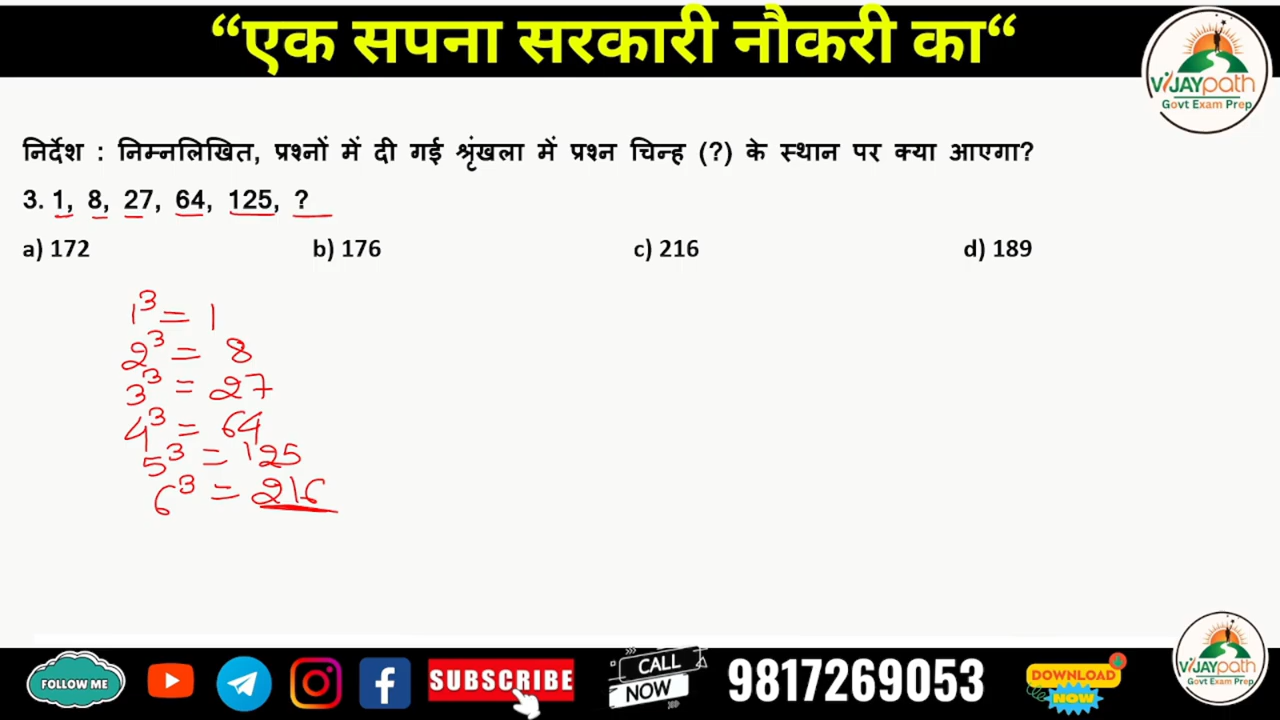 “एक सपना सरकारी नौकरी का“
VIJAYpath
Govt Exam Prep
निर्देश : निम्नलिखित, प्रश्नों में दी गई श्रृंखला में प्रश्न चिन्ह (?) के स्थान पर क्या आएगा?
3. 1, 8, 27, 64, 125, ?
a) 172 b) 176 c) 216 d) 189
1³ = 1
2³ = 8
3³ = 27
4³ = 64
5³ = 125
6³ = 216
VIJAYpath
Govt Exam Prep
FOLLOW ME SUBSCRIBE CALL NOW 9817269053 DOWNLOAD NOW